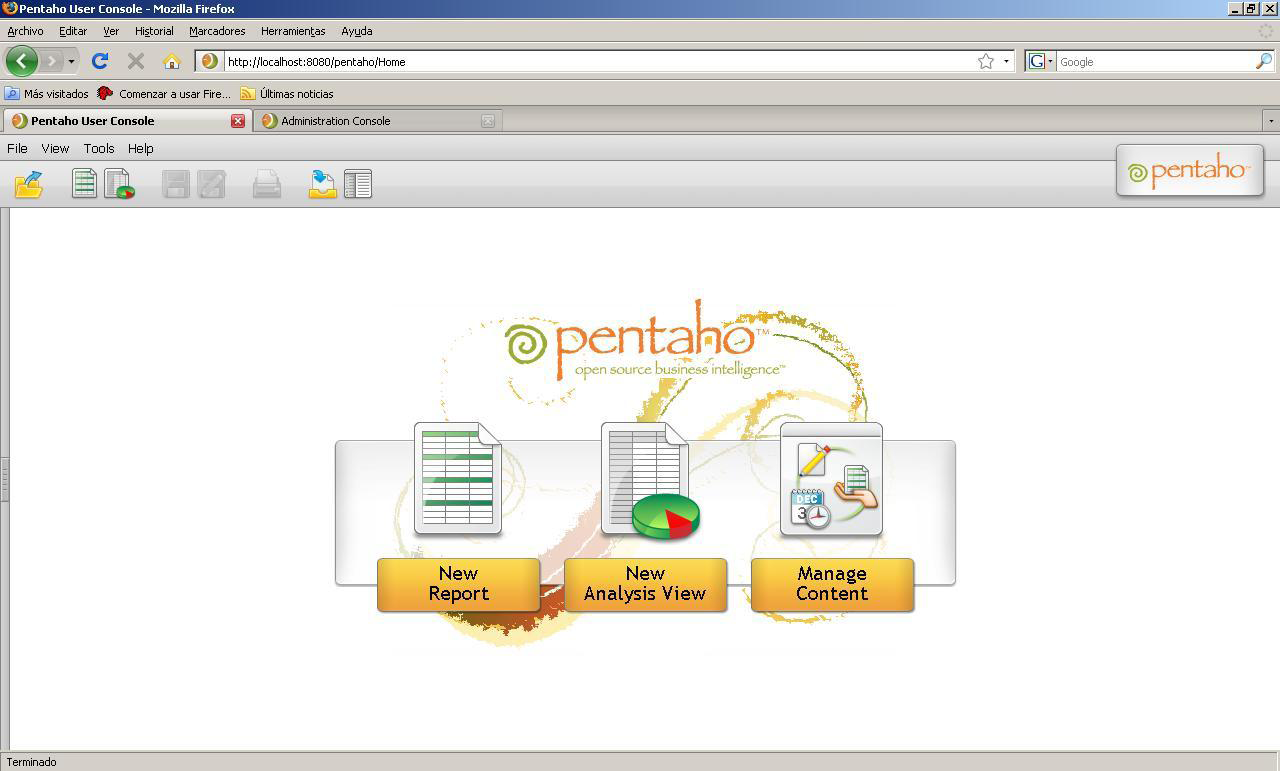 Pentaho User Console - Mozilla Firefox
Archivo Editar Ver Historial Marcadores Herramientas Ayuda
http://localhost:8080/pentaho/Home
G Google
Más visitados Comenzar a usar Fire... Últimas noticias
Pentaho User Console Administration Console
File View Tools Help
pentaho™
pentaho™
open source business intelligence™
DEC
3
New
Report
New
Analysis View
Manage
Content
Terminado